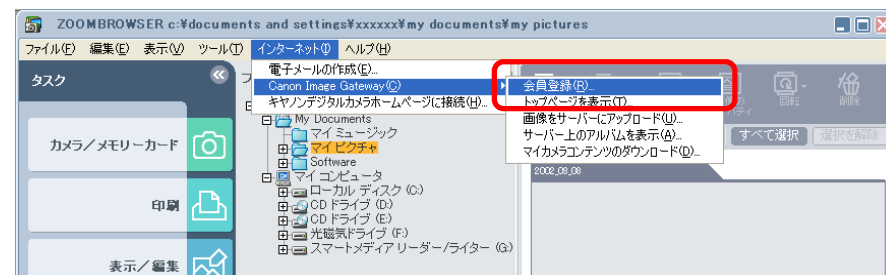 ZOOMBROWSER c:¥documents and settings¥xxxxxx¥my documents¥my pictures
ファイル(F) 編集(E) 表示(V) ツール(T) インターネット(I) ヘルプ(H)
タスク
電子メールの作成(E)...
Canon Image Gateway(C)
キヤノンデジタルカメラホームページに接続(H)...
会員登録(R)...
トップページを表示(T)...
画像をサーバーにアップロード(U)...
サーバー上のアルバムを表示(A)...
マイカメラコンテンツのダウンロード(D)...
回転
削除
すべて選択
選択を解除
My Documents
マイ ミュージック
マイ ピクチャ
Software
マイ コンピュータ
ローカル ディスク (C:)
CD ドライブ (D:)
CD ドライブ (E:)
光磁気ドライブ (F:)
スマートメディア リーダー/ライター (G:)
カメラ/メモリーカード
印刷
表示/編集
2002_09_08